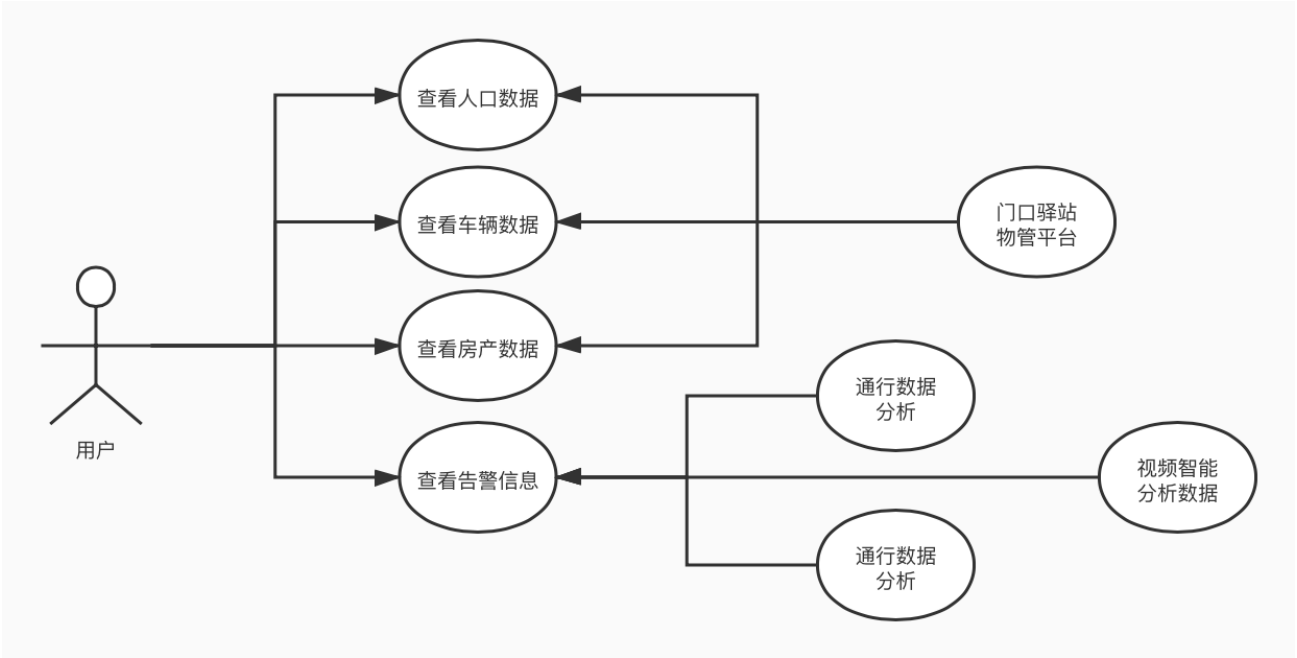 查看人口数据
查看车辆数据
门口驿站
物管平台
查看房产数据
通行数据
分析
用户
查看告警信息
视频智能
分析数据
通行数据
分析